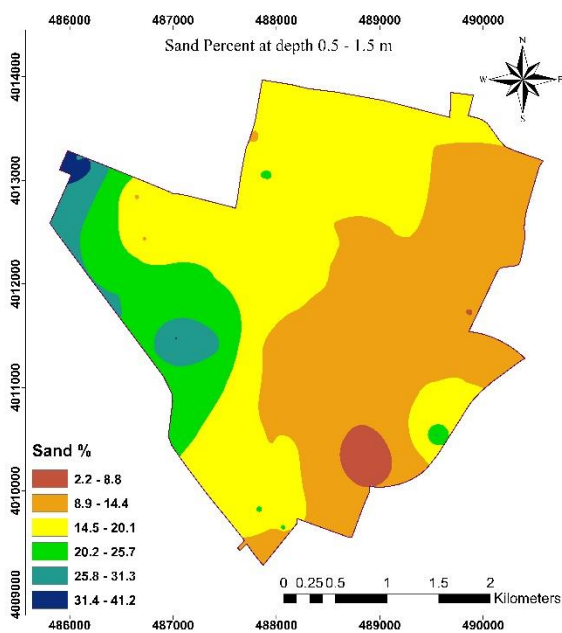 486000 487000 488000 489000 490000
Sand Percent at depth 0.5 - 1.5 m
N
W E
S
4014000
4013000
4012000
4011000
4010000
4009000
Sand %
2.2 - 8.8
8.9 - 14.4
14.5 - 20.1
20.2 - 25.7
25.8 - 31.3
31.4 - 41.2
0 0.25 0.5 1 1.5 2
Kilometers
486000 487000 488000 489000 490000